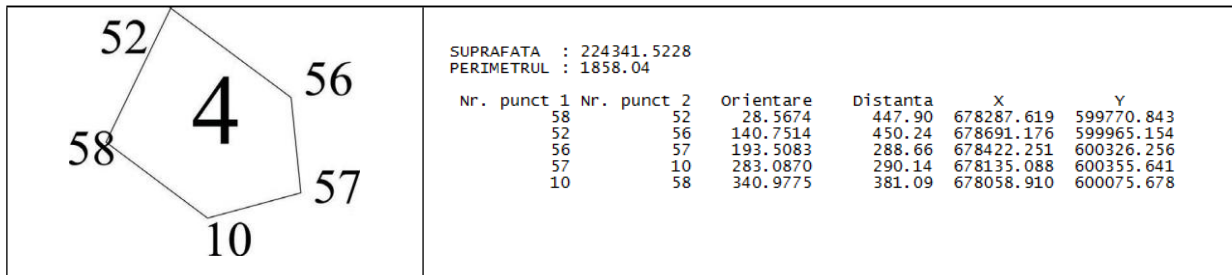 52
56
4
58
57
10
SUPRAFATA : 224341.5228
PERIMETRUL : 1858.04
Nr. punct 1 Nr. punct 2 Orientare Distanta X Y
58 52 28.5674 447.90 678287.619 599770.843
52 56 140.7514 450.24 678691.176 599965.154
56 57 193.5083 288.66 678422.251 600326.256
57 10 283.0870 290.14 678135.088 600355.641
10 58 340.9775 381.09 678058.910 600075.678